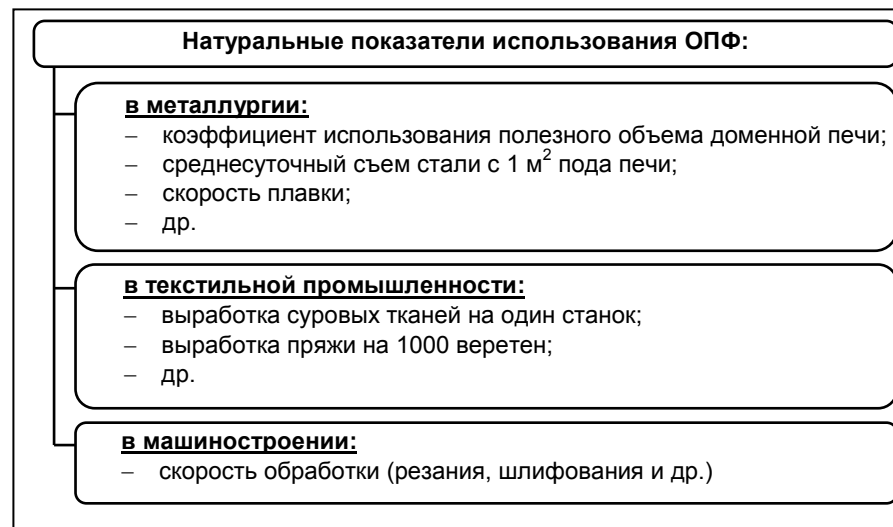 Натуральные показатели использования ОПФ:
в металлургии:
– коэффициент использования полезного объема доменной печи;
– среднесуточный съем стали с 1 м² пода печи;
– скорость плавки;
– др.
в текстильной промышленности:
– выработка суровых тканей на один станок;
– выработка пряжи на 1000 веретен;
– др.
в машиностроении:
– скорость обработки (резания, шлифования и др.)